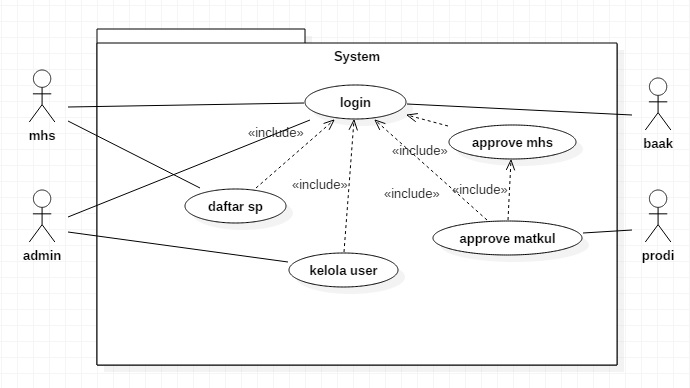 System
login
mhs
«include»
approve mhs
baak
«include»
«include»
«include»
«include»
daftar sp
approve matkul
admin
prodi
kelola user